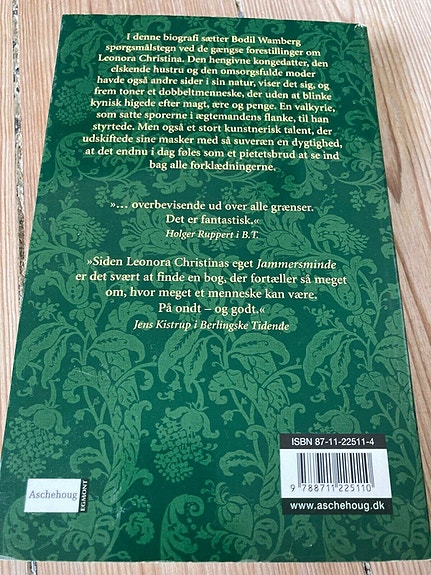 I denne biografi sætter Bodil Wamberg
spørgsmålstegn ved de gængse forestillinger om
Leonora Christina. Den hengivne kongedatter, den
elskende hustru og den omsorgsfulde moder
havde også andre sider i sin natur, viser det sig, og
frem toner et dobbeltmenneske, der uden at blinke
kynisk higede efter magt, ære og penge. En valkyrie,
som satte sporerne i ægtemandens flanke, til han
styrtede. Men også et stort kunstnerisk talent, der
udskiftede sine masker med så suveræn en dygtighed,
at det endnu i dag føles som et pietetsbrud at se ind
bag alle forklædningerne.
»... overbevisende ud over alle grænser.
Det er fantastisk.«
Holger Ruppert i B.T.
»Siden Leonora Christinas eget Jammersminde
er det svært at finde en bog, der fortæller så meget
om, hvor meget et menneske kan være.
På ondt – og godt.«
Jens Kistrup i Berlingske Tidende
ISBN 87-11-22511-4
9 788711 225110
www.aschehoug.dk
Aschehoug
EGMONT